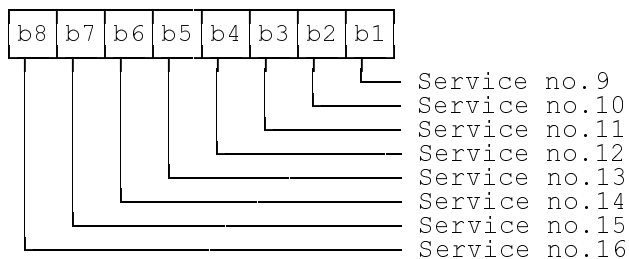 b8 b7 b6 b5 b4 b3 b2 b1
Service no.9
Service no.10
Service no.11
Service no.12
Service no.13
Service no.14
Service no.15
Service no.16